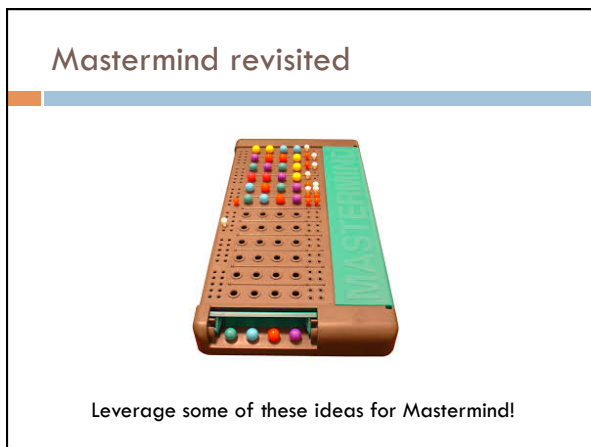 Mastermind revisited
MASTERMIND
Leverage some of these ideas for Mastermind!